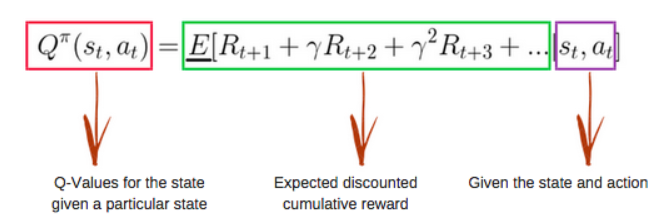 Q^π(s_t, a_t) = E[R_{t+1} + γR_{t+2} + γ²R_{t+3} + ...|s_t, a_t]
Q-Values for the state
given a particular state
Expected discounted
cumulative reward
Given the state and action